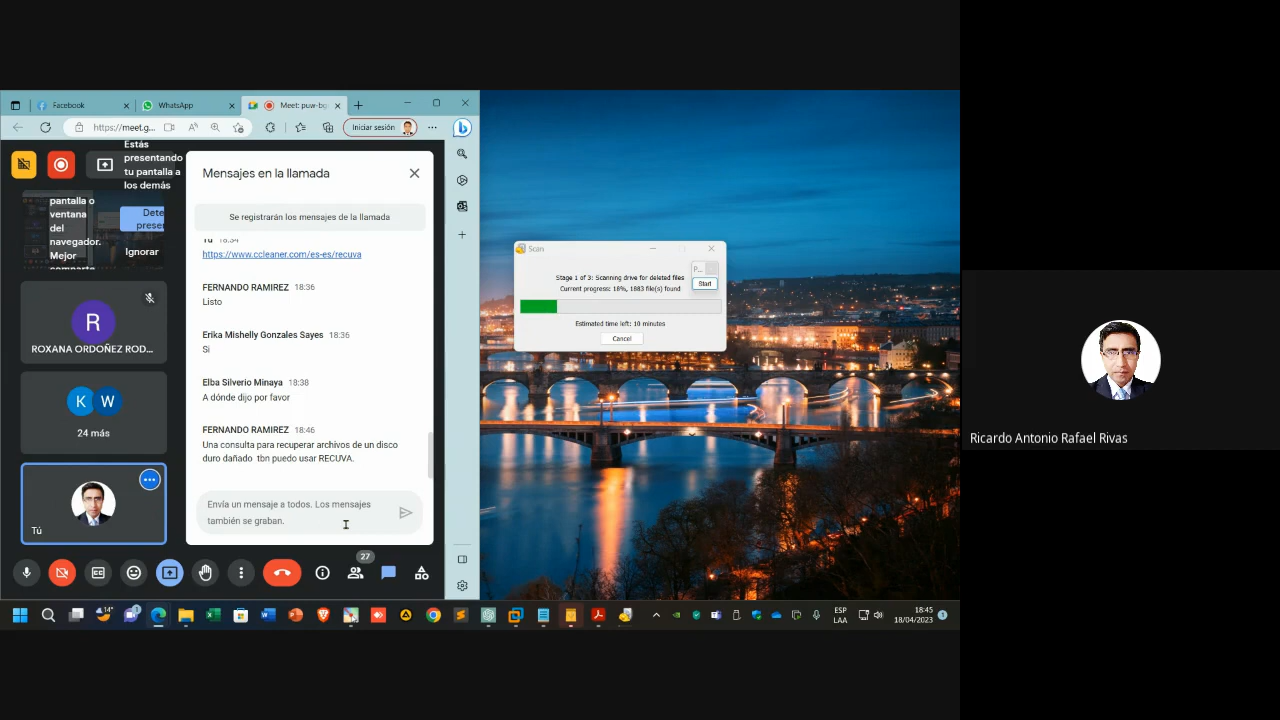 Facebook
WhatsApp
Meet: puw-bg
https://meet.g...
Iniciar sesión
Estás
presentando
tu pantalla a
los demás
pantalla o
ventana
del
navegador.
Mejor
Dete
prese
Ignorar
R
ROXANA ORDOÑEZ ROD...
K W
24 más
Tú
Mensajes en la llamada
Se registrarán los mensajes de la llamada
Tú 18:34
https://www.ccleaner.com/es-es/recuva
FERNANDO RAMIREZ 18:36
Listo
Erika Mishelly Gonzales Sayes 18:36
Si
Elba Silverio Minaya 18:38
A dónde dijo por favor
FERNANDO RAMIREZ 18:46
Una consulta para recuperar archivos de un disco
duro dañado tbn puedo usar RECUVA.
Envía un mensaje a todos. Los mensajes
también se graban.
27
Scan
P...
Stage 1 of 3: Scanning drive for deleted files
Start
Current progress: 18%, 1883 file(s) found
Estimated time left: 10 minutes
Cancel
14°
ESP
LAA
18:45
18/04/2023
Ricardo Antonio Rafael Rivas